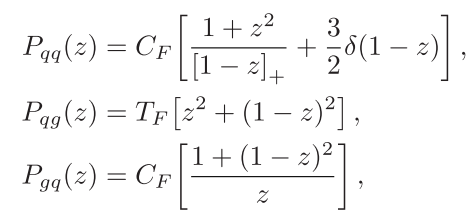 P_{qq}(z) = C_F \left[ \frac{1 + z^2}{[1 - z]_+} + \frac{3}{2} \delta(1 - z) \right] ,
P_{qg}(z) = T_F \left[ z^2 + (1 - z)^2 \right] ,
P_{gq}(z) = C_F \left[ \frac{1 + (1 - z)^2}{z} \right] ,